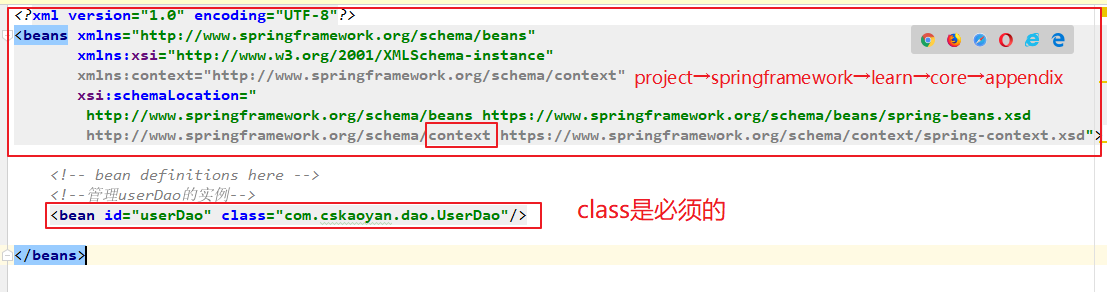 <?xml version="1.0" encoding="UTF-8"?>
<beans xmlns="http://www.springframework.org/schema/beans"
xmlns:xsi="http://www.w3.org/2001/XMLSchema-instance"
xmlns:context="http://www.springframework.org/schema/context" project→springframework→learn→core→appendix
xsi:schemaLocation="
http://www.springframework.org/schema/beans https://www.springframework.org/schema/beans/spring-beans.xsd
http://www.springframework.org/schema/context https://www.springframework.org/schema/context/spring-context.xsd">
<!-- bean definitions here -->
<!--管理userDao的实例-->
<bean id="userDao" class="com.cskaoyan.dao.UserDao"/> class是必须的
</beans>